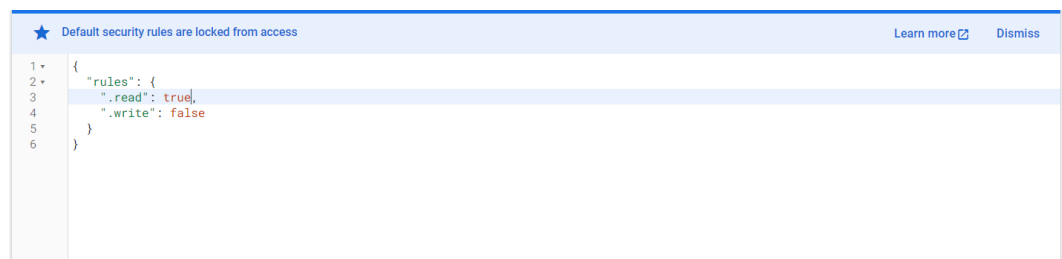 Default security rules are locked from access Learn more Dismiss
1 {
2 "rules": {
3 ".read": true,
4 ".write": false
5 }
6 }